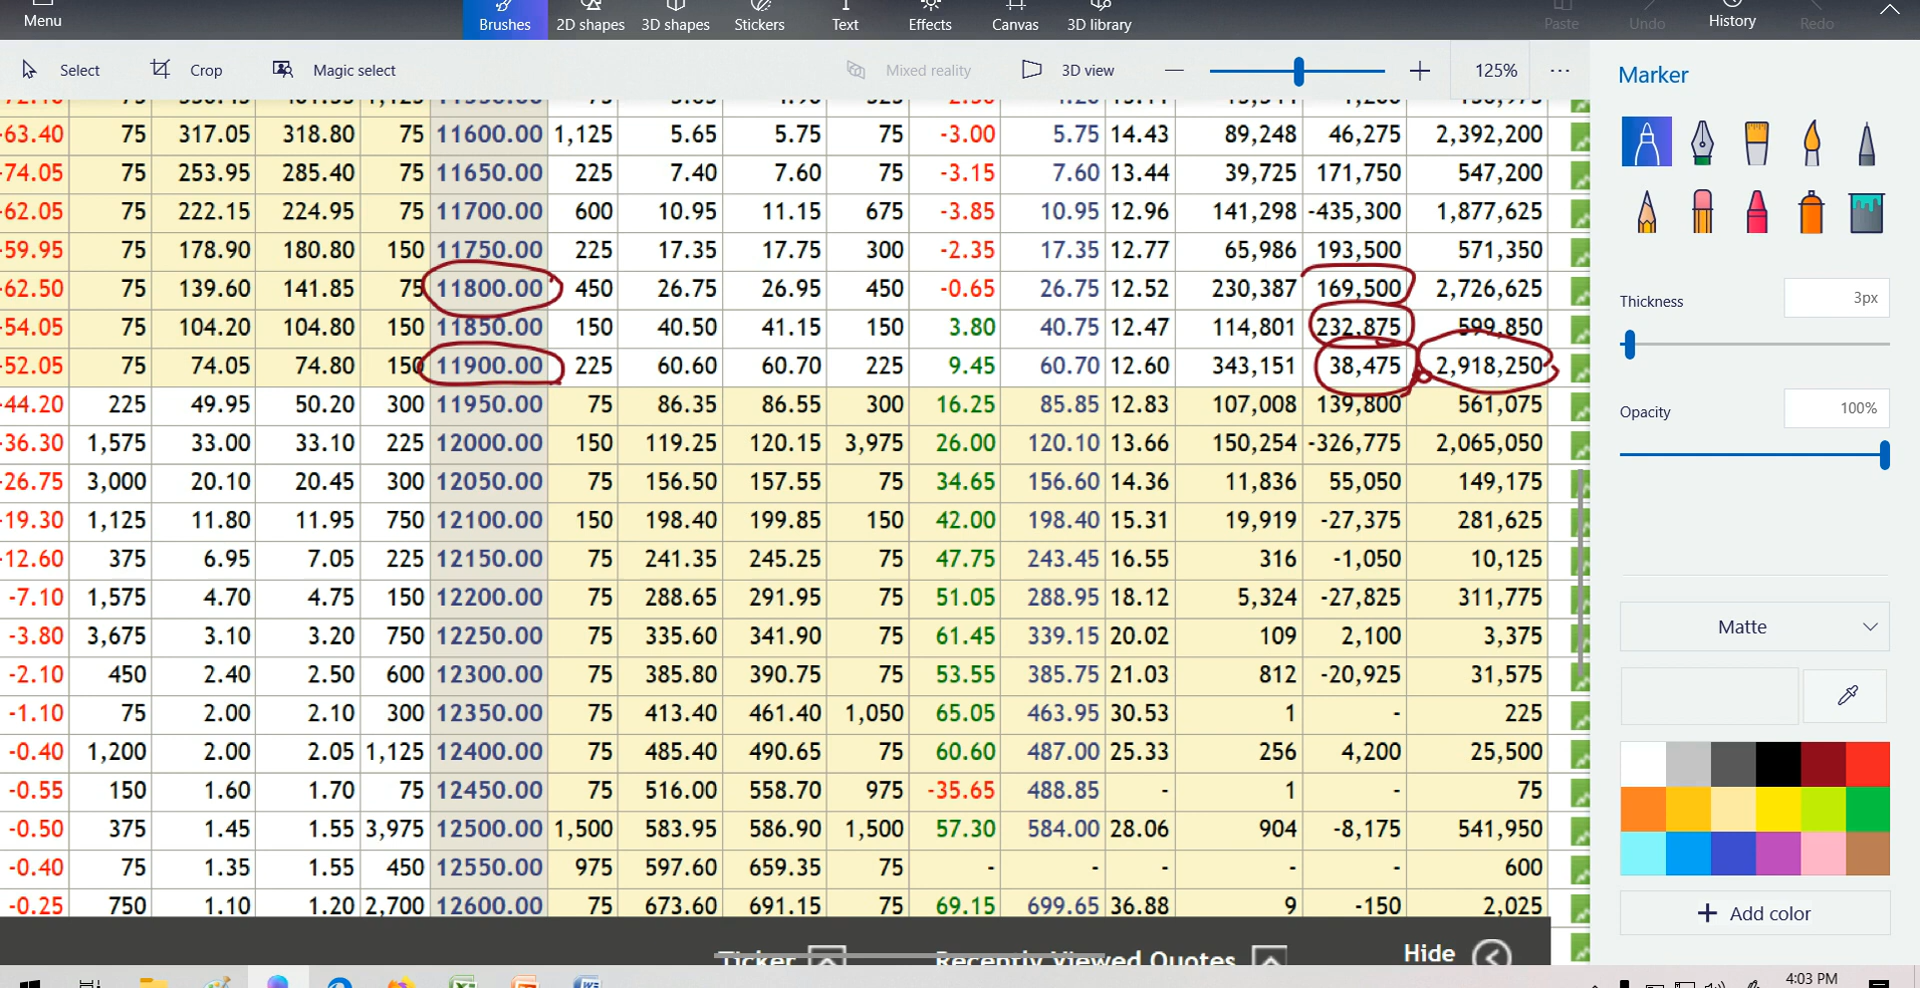 Menu Brushes 2D shapes 3D shapes Stickers Text Effects Canvas 3D library Paste Undo History Redo
Select Crop Magic select Mixed reality 3D view 125%
-63.40 75 317.05 318.80 75 11600.00 1,125 5.65 5.75 75 -3.00 5.75 14.43 89,248 46,275 2,392,200
-74.05 75 253.95 285.40 75 11650.00 225 7.40 7.60 75 -3.15 7.60 13.44 39,725 171,750 547,200
-62.05 75 222.15 224.95 75 11700.00 600 10.95 11.15 675 -3.85 10.95 12.96 141,298 -435,300 1,877,625
-59.95 75 178.90 180.80 150 11750.00 225 17.35 17.75 300 -2.35 17.35 12.77 65,986 193,500 571,350
-62.50 75 139.60 141.85 75 11800.00 450 26.75 26.95 450 -0.65 26.75 12.52 230,387 169,500 2,726,625
-54.05 75 104.20 104.80 150 11850.00 150 40.50 41.15 150 3.80 40.75 12.47 114,801 232,875 599,850
-52.05 75 74.05 74.80 150 11900.00 225 60.60 60.70 225 9.45 60.70 12.60 343,151 38,475 2,918,250
-44.20 225 49.95 50.20 300 11950.00 75 86.35 86.55 300 16.25 85.85 12.83 107,008 139,800 561,075
-36.30 1,575 33.00 33.10 225 12000.00 150 119.25 120.15 3,975 26.00 120.10 13.66 150,254 -326,775 2,065,050
-26.75 3,000 20.10 20.45 300 12050.00 75 156.50 157.55 75 34.65 156.60 14.36 11,836 55,050 149,175
-19.30 1,125 11.80 11.95 750 12100.00 150 198.40 199.85 150 42.00 198.40 15.31 19,919 -27,375 281,625
-12.60 375 6.95 7.05 225 12150.00 75 241.35 245.25 75 47.75 243.45 16.55 316 -1,050 10,125
-7.10 1,575 4.70 4.75 150 12200.00 75 288.65 291.95 75 51.05 288.95 18.12 5,324 -27,825 311,775
-3.80 3,675 3.10 3.20 750 12250.00 75 335.60 341.90 75 61.45 339.15 20.02 109 2,100 3,375
-2.10 450 2.40 2.50 600 12300.00 75 385.80 390.75 75 53.55 385.75 21.03 812 -20,925 31,575
-1.10 75 2.00 2.10 300 12350.00 75 413.40 461.40 1,050 65.05 463.95 30.53 1 - 225
-0.40 1,200 2.00 2.05 1,125 12400.00 75 485.40 490.65 75 60.60 487.00 25.33 256 4,200 25,500
-0.55 150 1.60 1.70 75 12450.00 75 516.00 558.70 975 -35.65 488.85 - 1 - 75
-0.50 375 1.45 1.55 3,975 12500.00 1,500 583.95 586.90 1,500 57.30 584.00 28.06 904 -8,175 541,950
-0.40 75 1.35 1.55 450 12550.00 975 597.60 659.35 75 - - - - - 600
-0.25 750 1.10 1.20 2,700 12600.00 75 673.60 691.15 75 69.15 699.65 36.88 9 -150 2,025
Ticker Recently Viewed Quotes Hide
Marker
Thickness 3px
Opacity 100%
Matte
+ Add color
4:03 PM